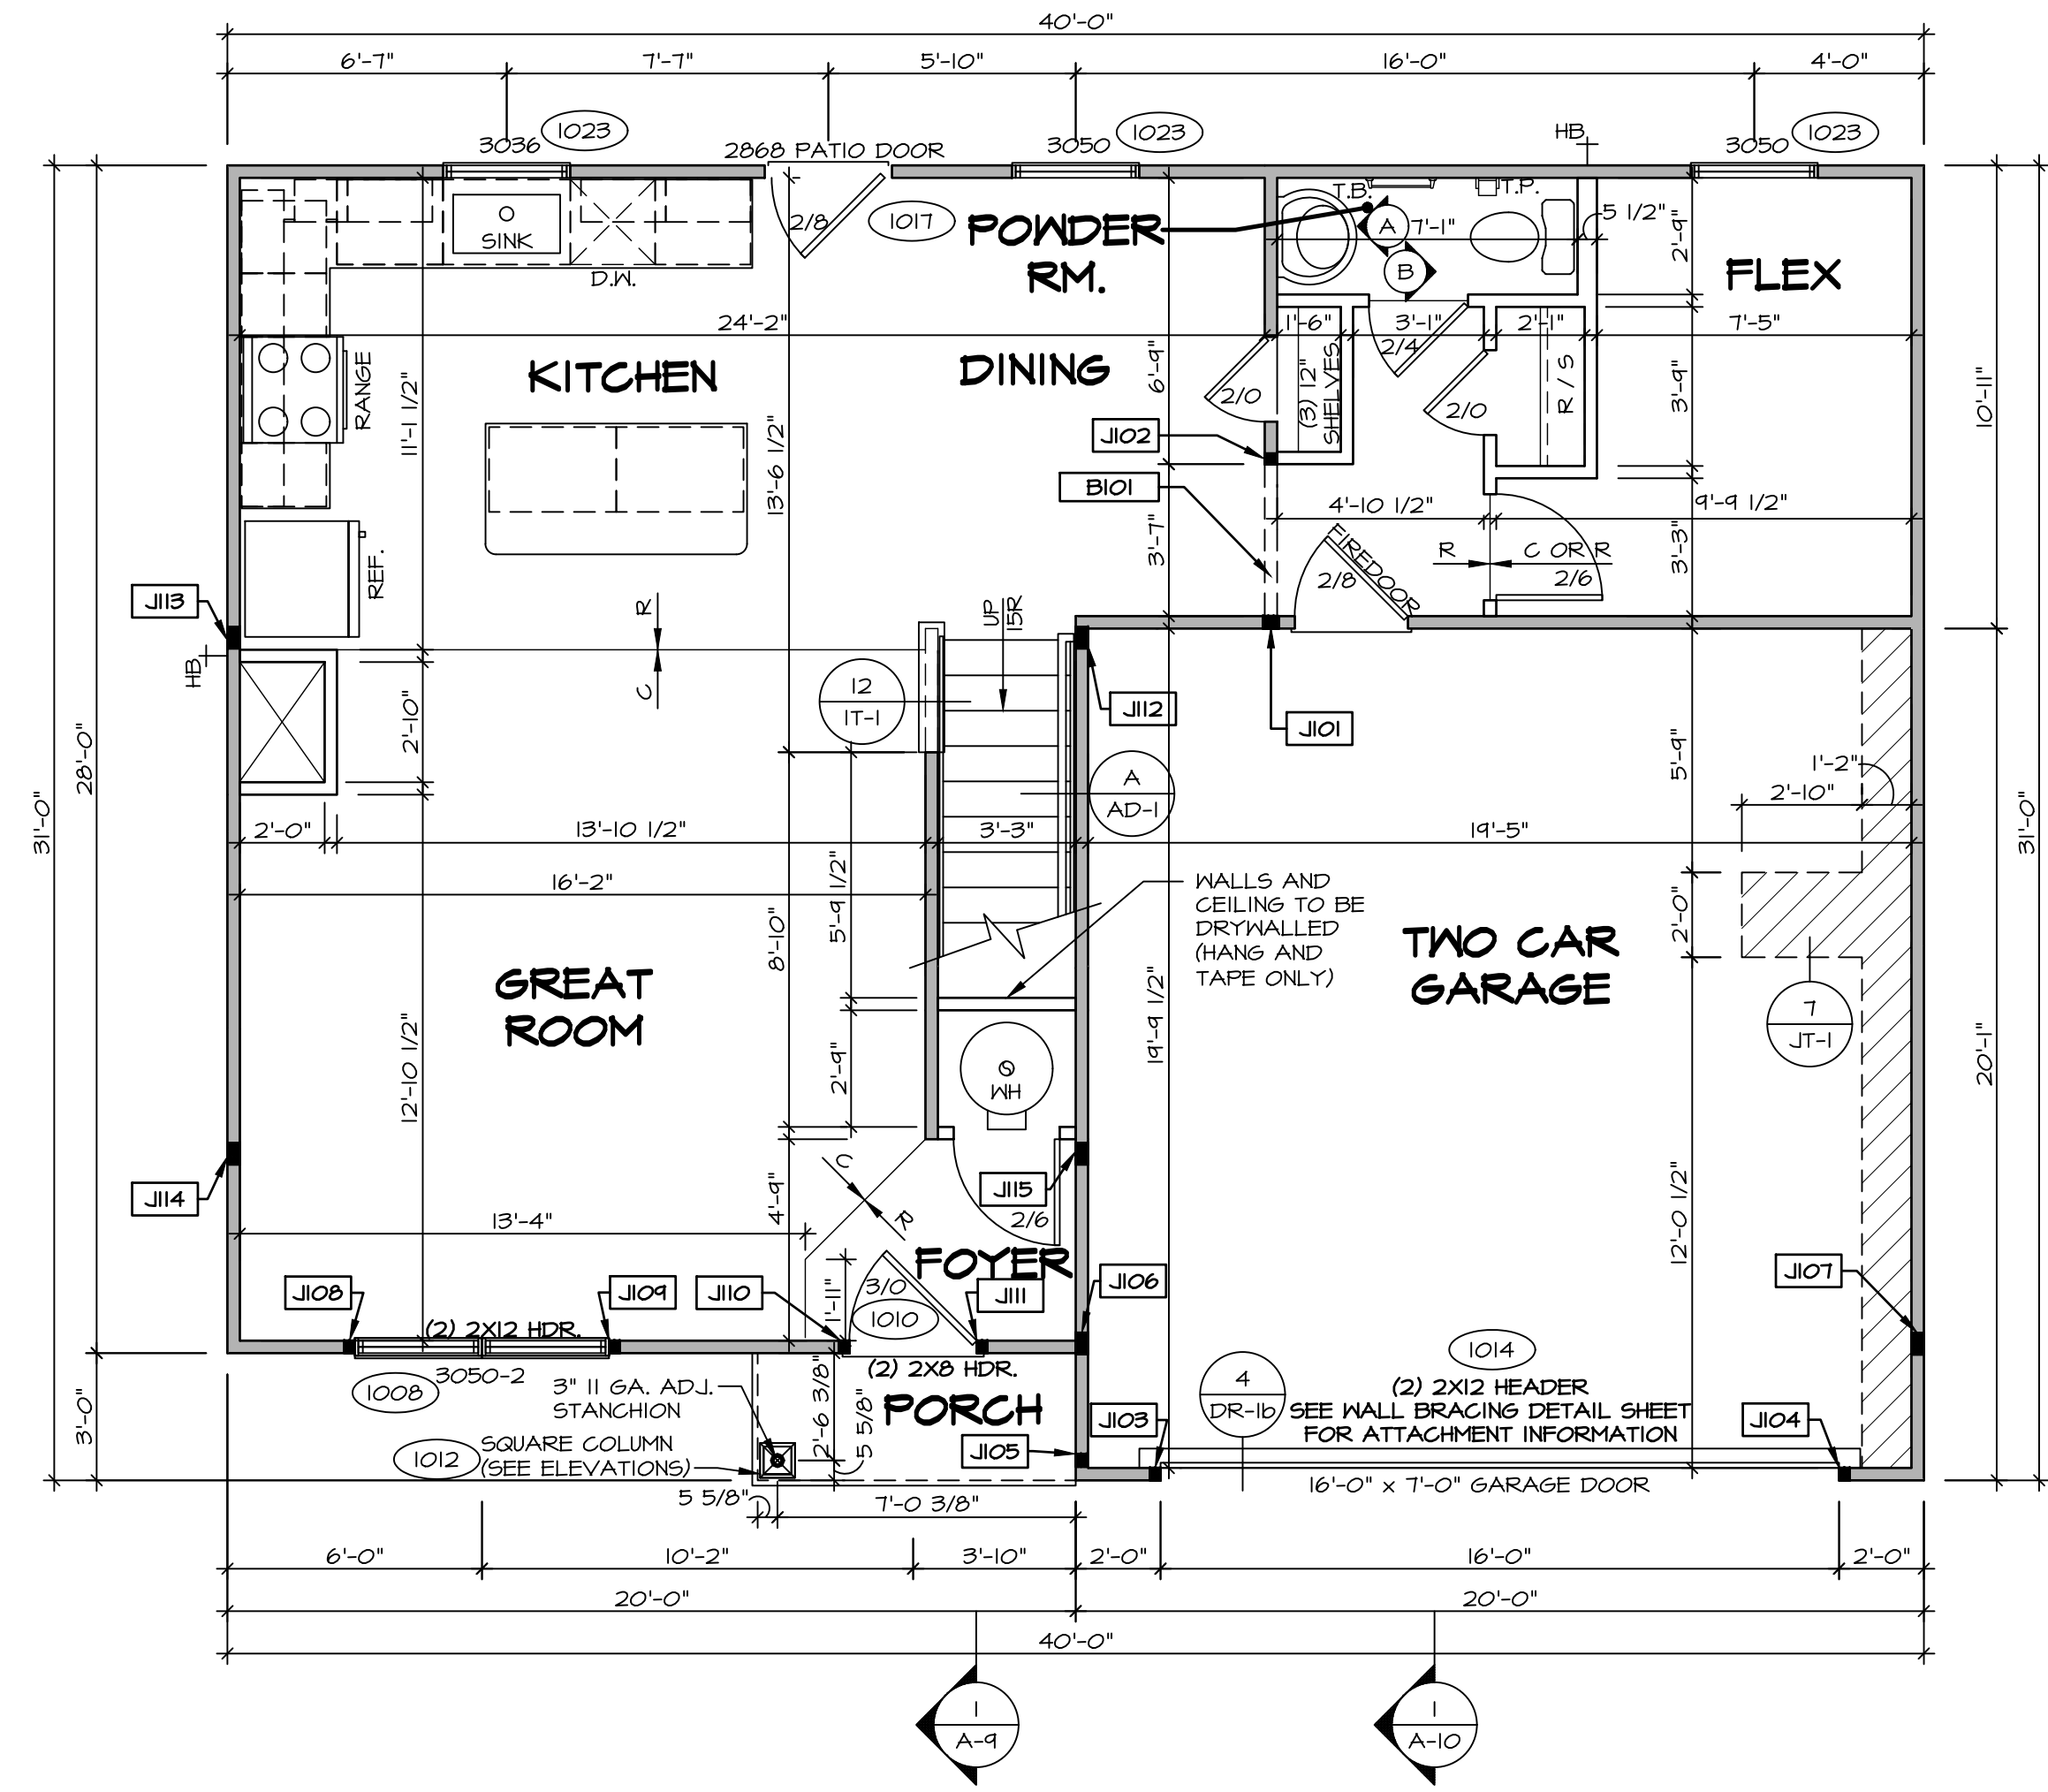 40'-0"
6'-7"
7'-7"
5'-10"
16'-0"
4'-0"
1023
1023
HB
1023
3036
2868 PATIO DOOR
3050
3050
2/8
1017
POWDER
RM.
T.B.
T.P.
A
7'-1"
5 1/2"
B
2'-9"
FLEX
SINK
D.W.
24'-2"
1'-6"
3'-1"
2'-1"
7'-5"
2/4
KITCHEN
DINING
RANGE
11'-1 1/2"
13'-6 1/2"
6'-9"
2/0
(3) 12"
SHELVES
2/0
R / S
3'-9"
10'-11"
J102
B101
4'-10 1/2"
9'-9 1/2"
3'-7"
FIREDOOR
2/8
R
C OR R
2/6
3'-3"
REF.
J113
HB
R
C
UP
15R
12
1T-1
J112
J101
2'-10"
A
AD-1
5'-9"
1'-2"
2'-10"
28'-0"
31'-0"
31'-0"
2'-0"
13'-10 1/2"
3'-3"
19'-5"
16'-2"
5'-9 1/2"
8'-10"
WALLS AND
CEILING TO BE
DRYWALLED
(HANG AND
TAPE ONLY)
TWO CAR
GARAGE
2'-0"
GREAT
ROOM
7
JT-1
12'-10 1/2"
2'-9"
WH
19'-9 1/2"
20'-1"
J114
C
R
4'-9"
J115
2/6
12'-0 1/2"
13'-4"
FOYER
J108
J109
J110
1'-11"
3/0
1010
J111
J106
J107
(2) 2X12 HDR.
3050-2
1008
(2) 2X8 HDR.
1014
3" 11 GA. ADJ.
STANCHION
PORCH
2'-6 3/8"
5 5/8"
4
DR-1b
(2) 2X12 HEADER
SEE WALL BRACING DETAIL SHEET
FOR ATTACHMENT INFORMATION
J103
J104
3'-0"
1012
SQUARE COLUMN
(SEE ELEVATIONS)
J105
16'-0" x 7'-0" GARAGE DOOR
5 5/8"
7'-0 3/8"
6'-0"
10'-2"
3'-10"
2'-0"
16'-0"
2'-0"
20'-0"
20'-0"
40'-0"
1
A-9
1
A-10